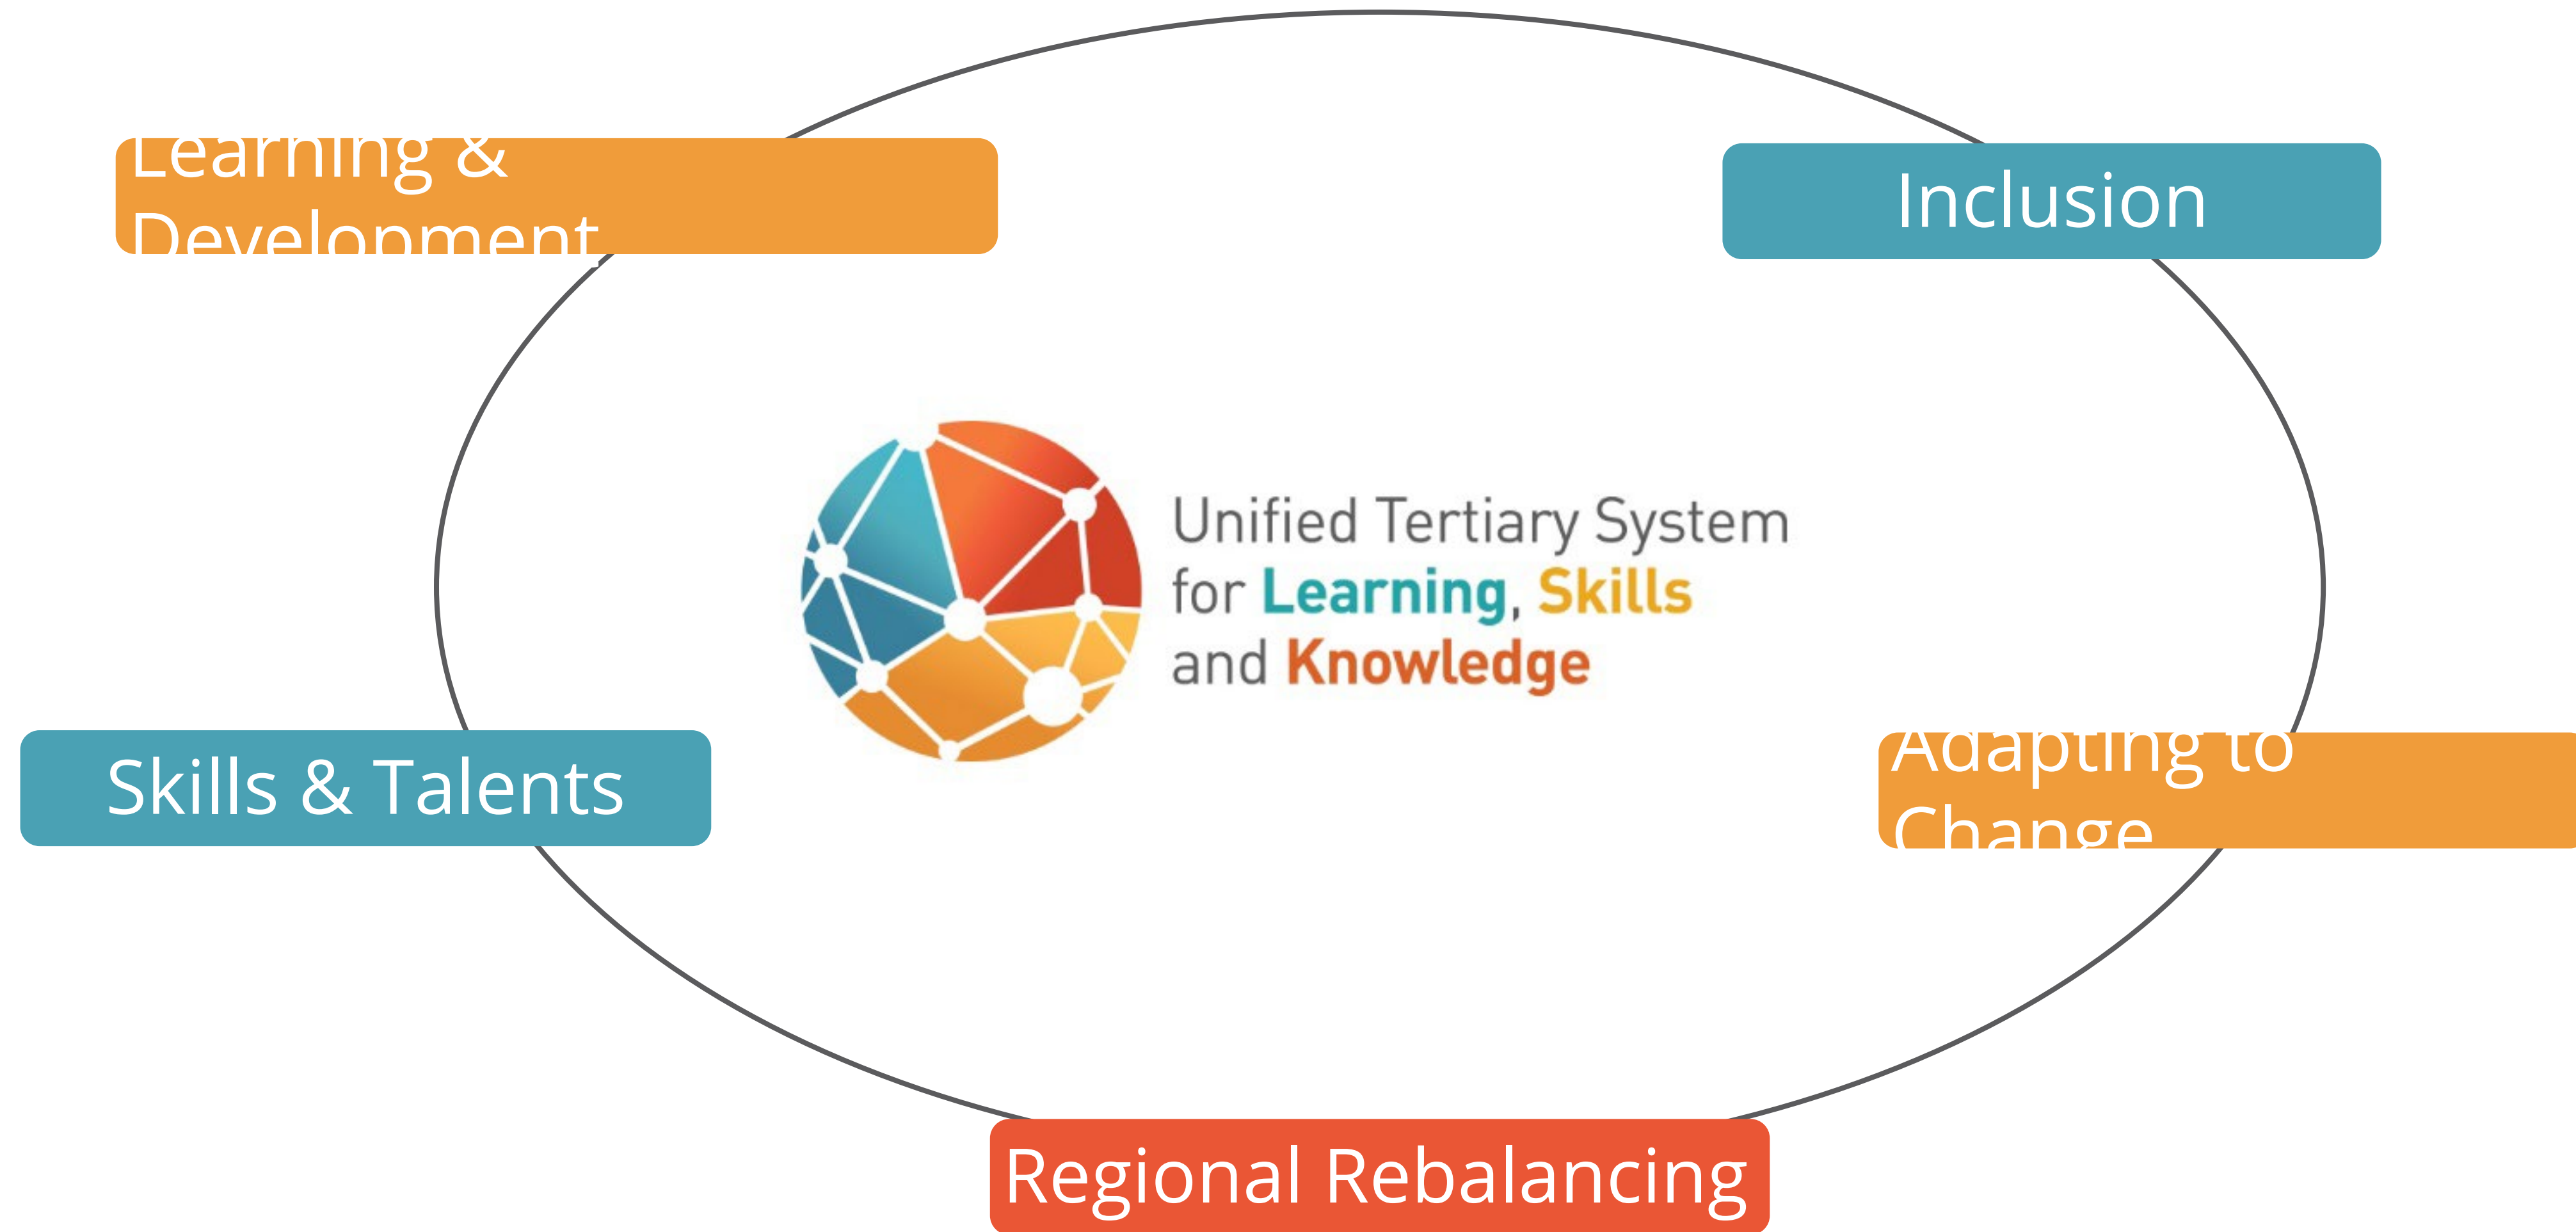 Learning &
Development
Inclusion
Unified Tertiary System
for Learning, Skills
and Knowledge
Skills & Talents
Adapting to
Change
Regional Rebalancing